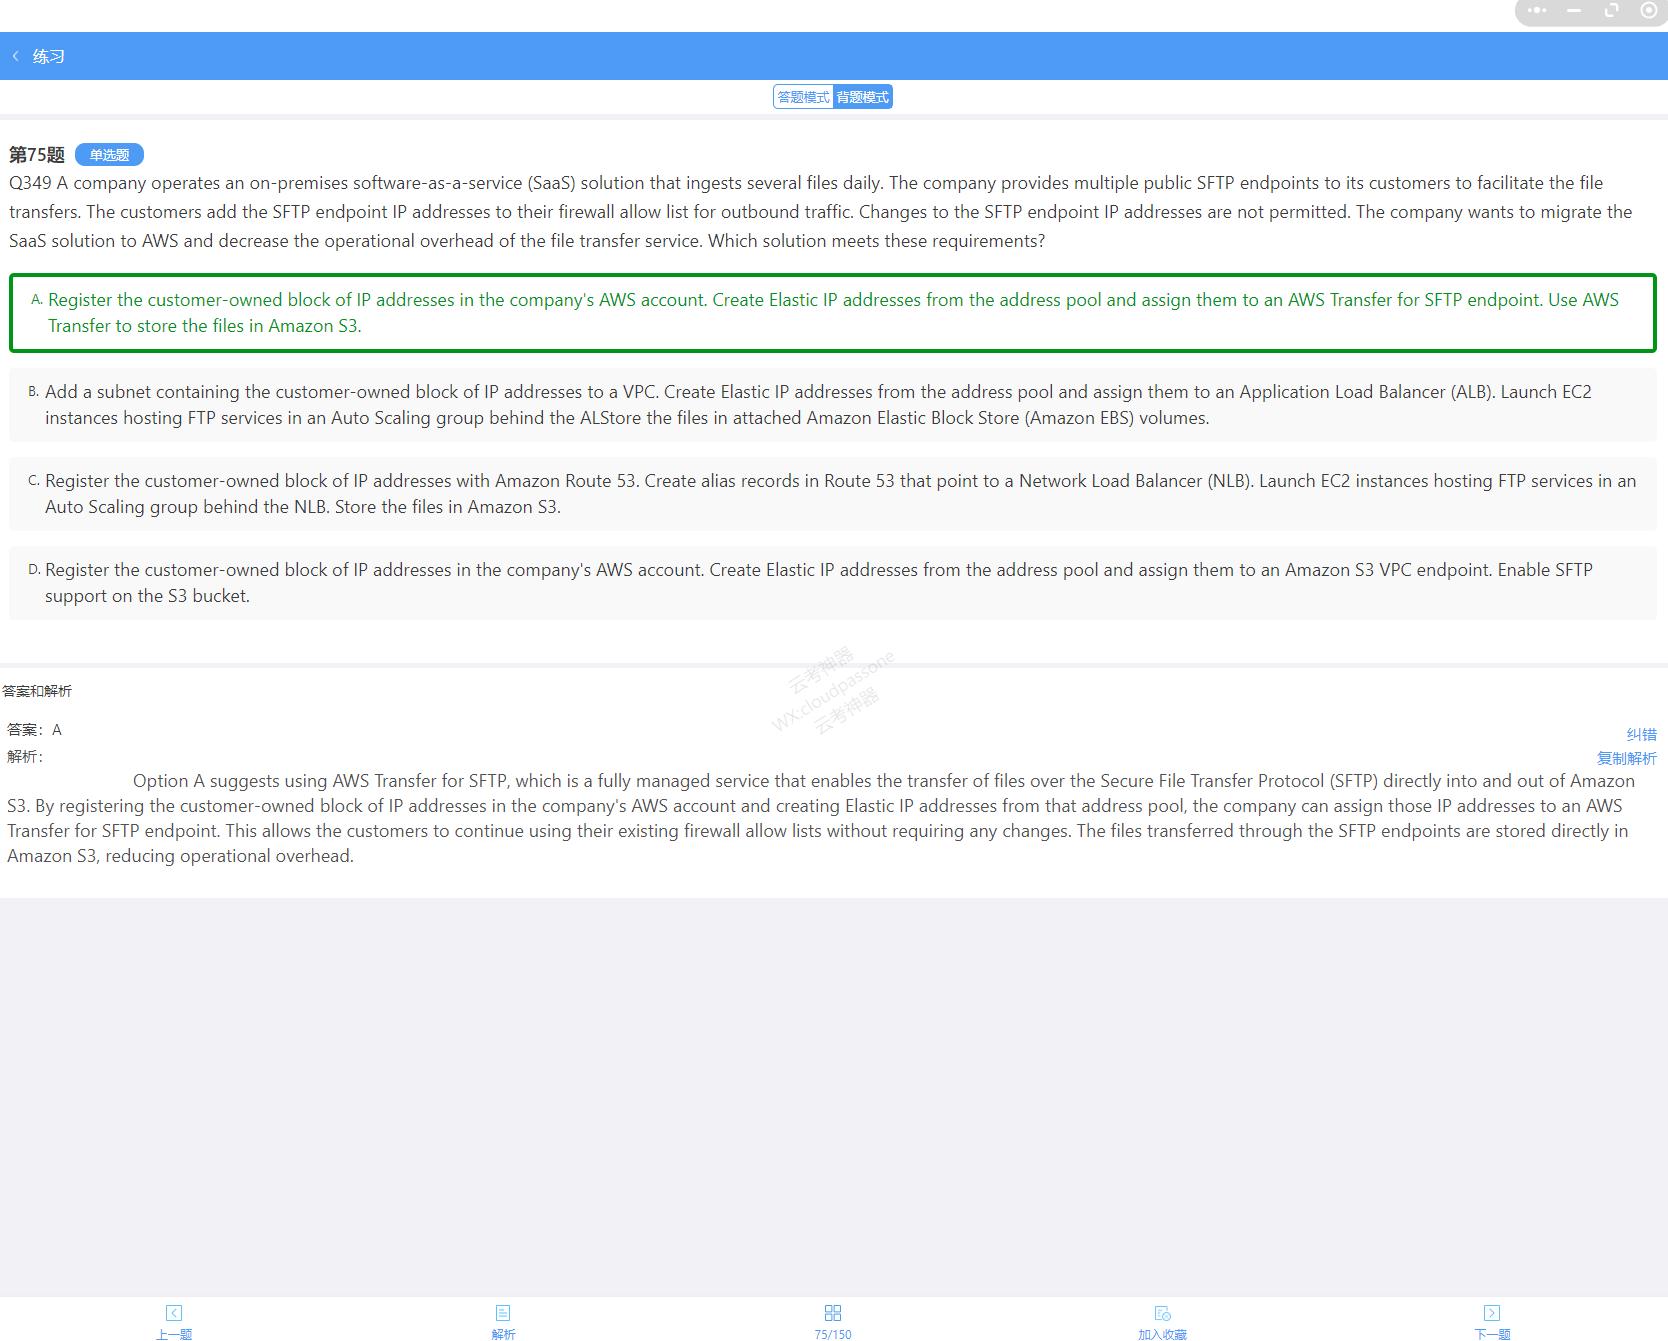 练习
答题模式 背题模式
第75题 单选题
Q349 A company operates an on-premises software-as-a-service (SaaS) solution that ingests several files daily. The company provides multiple public SFTP endpoints to its customers to facilitate the file
transfers. The customers add the SFTP endpoint IP addresses to their firewall allow list for outbound traffic. Changes to the SFTP endpoint IP addresses are not permitted. The company wants to migrate the
SaaS solution to AWS and decrease the operational overhead of the file transfer service. Which solution meets these requirements?
A. Register the customer-owned block of IP addresses in the company's AWS account. Create Elastic IP addresses from the address pool and assign them to an AWS Transfer for SFTP endpoint. Use AWS
Transfer to store the files in Amazon S3.
B. Add a subnet containing the customer-owned block of IP addresses to a VPC. Create Elastic IP addresses from the address pool and assign them to an Application Load Balancer (ALB). Launch EC2
instances hosting FTP services in an Auto Scaling group behind the ALStore the files in attached Amazon Elastic Block Store (Amazon EBS) volumes.
C. Register the customer-owned block of IP addresses with Amazon Route 53. Create alias records in Route 53 that point to a Network Load Balancer (NLB). Launch EC2 instances hosting FTP services in an
Auto Scaling group behind the NLB. Store the files in Amazon S3.
D. Register the customer-owned block of IP addresses in the company's AWS account. Create Elastic IP addresses from the address pool and assign them to an Amazon S3 VPC endpoint. Enable SFTP
support on the S3 bucket.
云考神器
WX:cloudpassone
云考神器
答案和解析
答案：A
纠错
解析：
复制解析
Option A suggests using AWS Transfer for SFTP, which is a fully managed service that enables the transfer of files over the Secure File Transfer Protocol (SFTP) directly into and out of Amazon
S3. By registering the customer-owned block of IP addresses in the company's AWS account and creating Elastic IP addresses from that address pool, the company can assign those IP addresses to an AWS
Transfer for SFTP endpoint. This allows the customers to continue using their existing firewall allow lists without requiring any changes. The files transferred through the SFTP endpoints are stored directly in
Amazon S3, reducing operational overhead.
上一题 解析 75/150 加入收藏 下一题